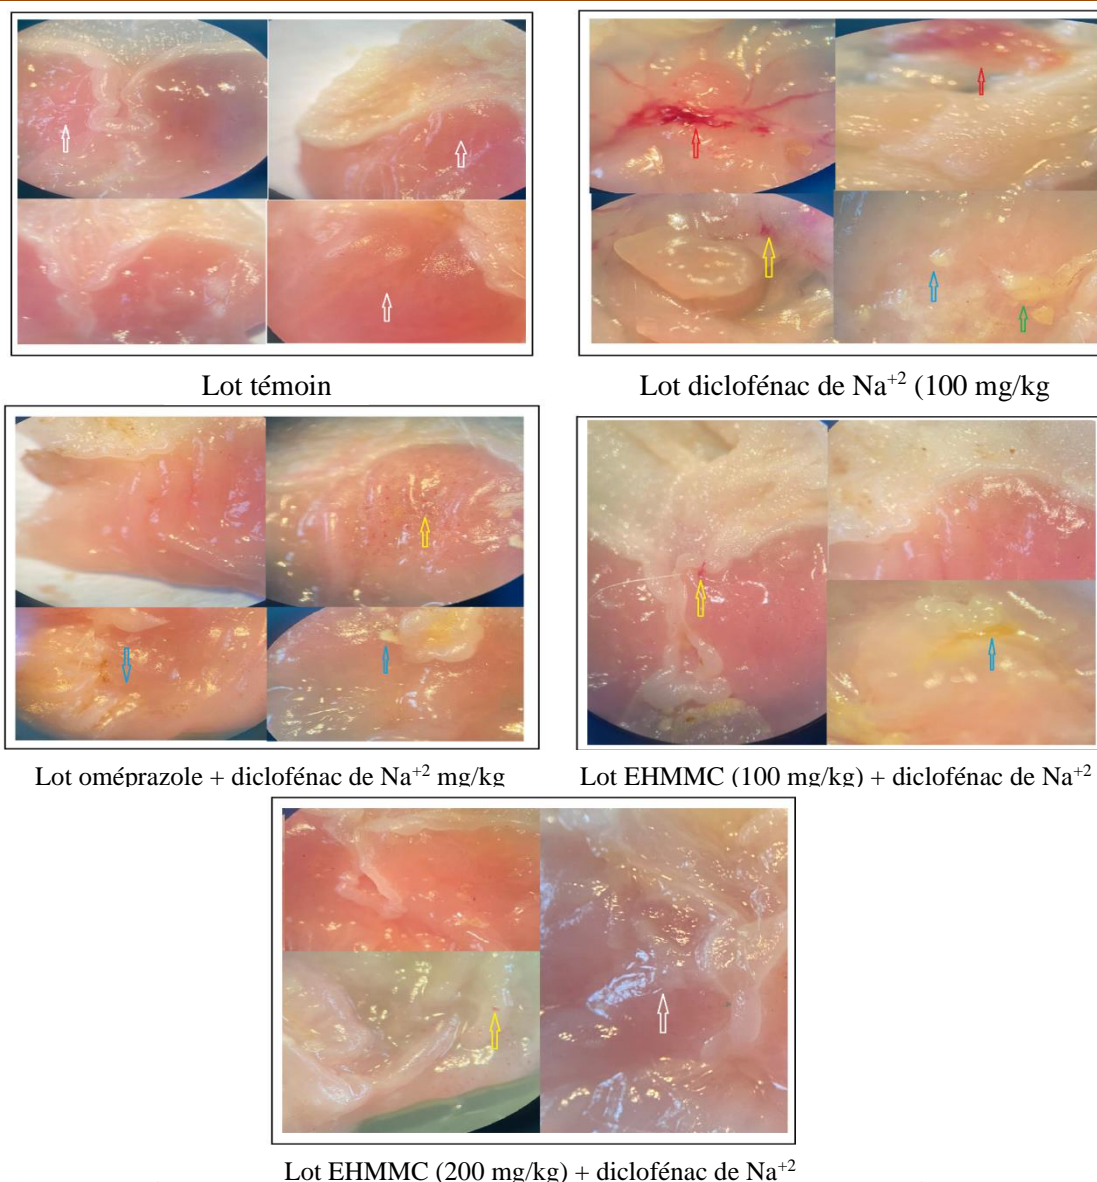 Lot témoin
Lot diclofénac de Na⁺² (100 mg/kg
Lot oméprazole + diclofénac de Na⁺² mg/kg
Lot EHMMC (100 mg/kg) + diclofénac de Na⁺²
Lot EHMMC (200 mg/kg) + diclofénac de Na⁺²